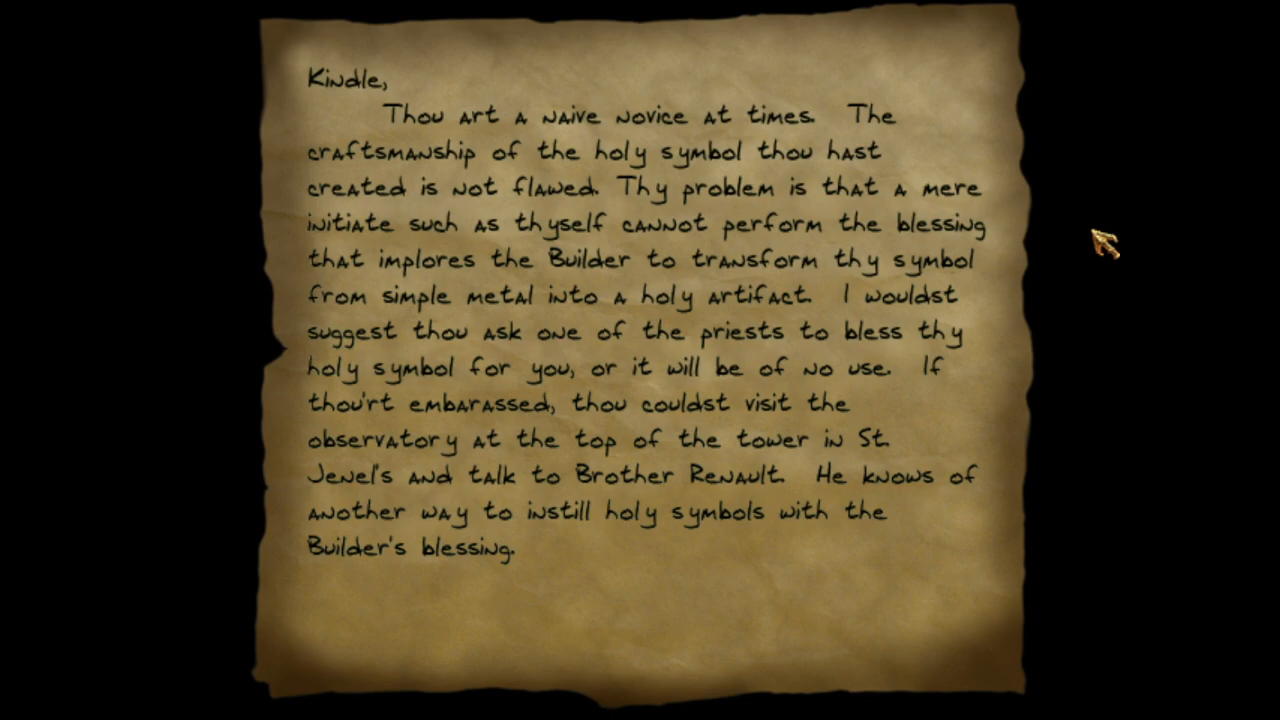 Kindle,
Thou art a naive novice at times. The
craftsmanship of the holy symbol thou hast
created is not flawed. Thy problem is that a mere
initiate such as thyself cannot perform the blessing
that implores the Builder to transform thy symbol
from simple metal into a holy artifact. I wouldst
suggest thou ask one of the priests to bless thy
holy symbol for you, or it will be of no use. If
thou'rt embarassed, thou couldst visit the
observatory at the top of the tower in St.
Jenel's and talk to Brother Renault. He knows of
another way to instill holy symbols with the
Builder's blessing.